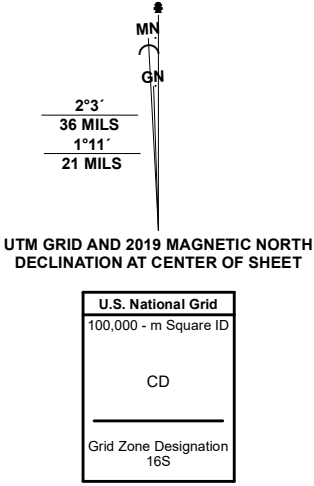 MN
GN
2°3´
36 MILS
1°11´
21 MILS
UTM GRID AND 2019 MAGNETIC NORTH
DECLINATION AT CENTER OF SHEET
U.S. National Grid
100,000 - m Square ID
CD
Grid Zone Designation
16S